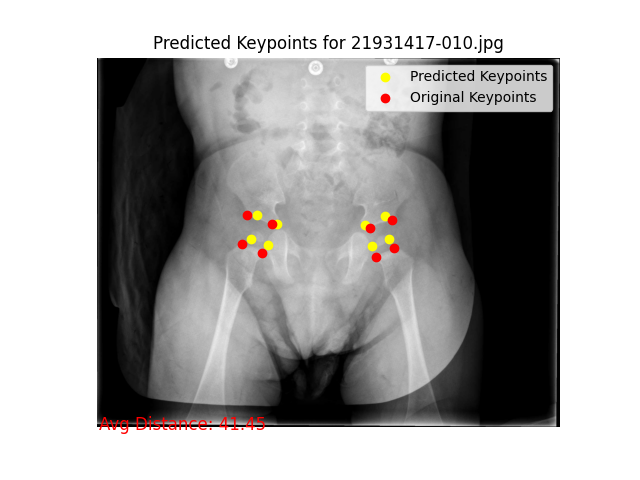 Predicted Keypoints for 21931417-010.jpg
Predicted Keypoints
Original Keypoints
Avg Distance: 41.45